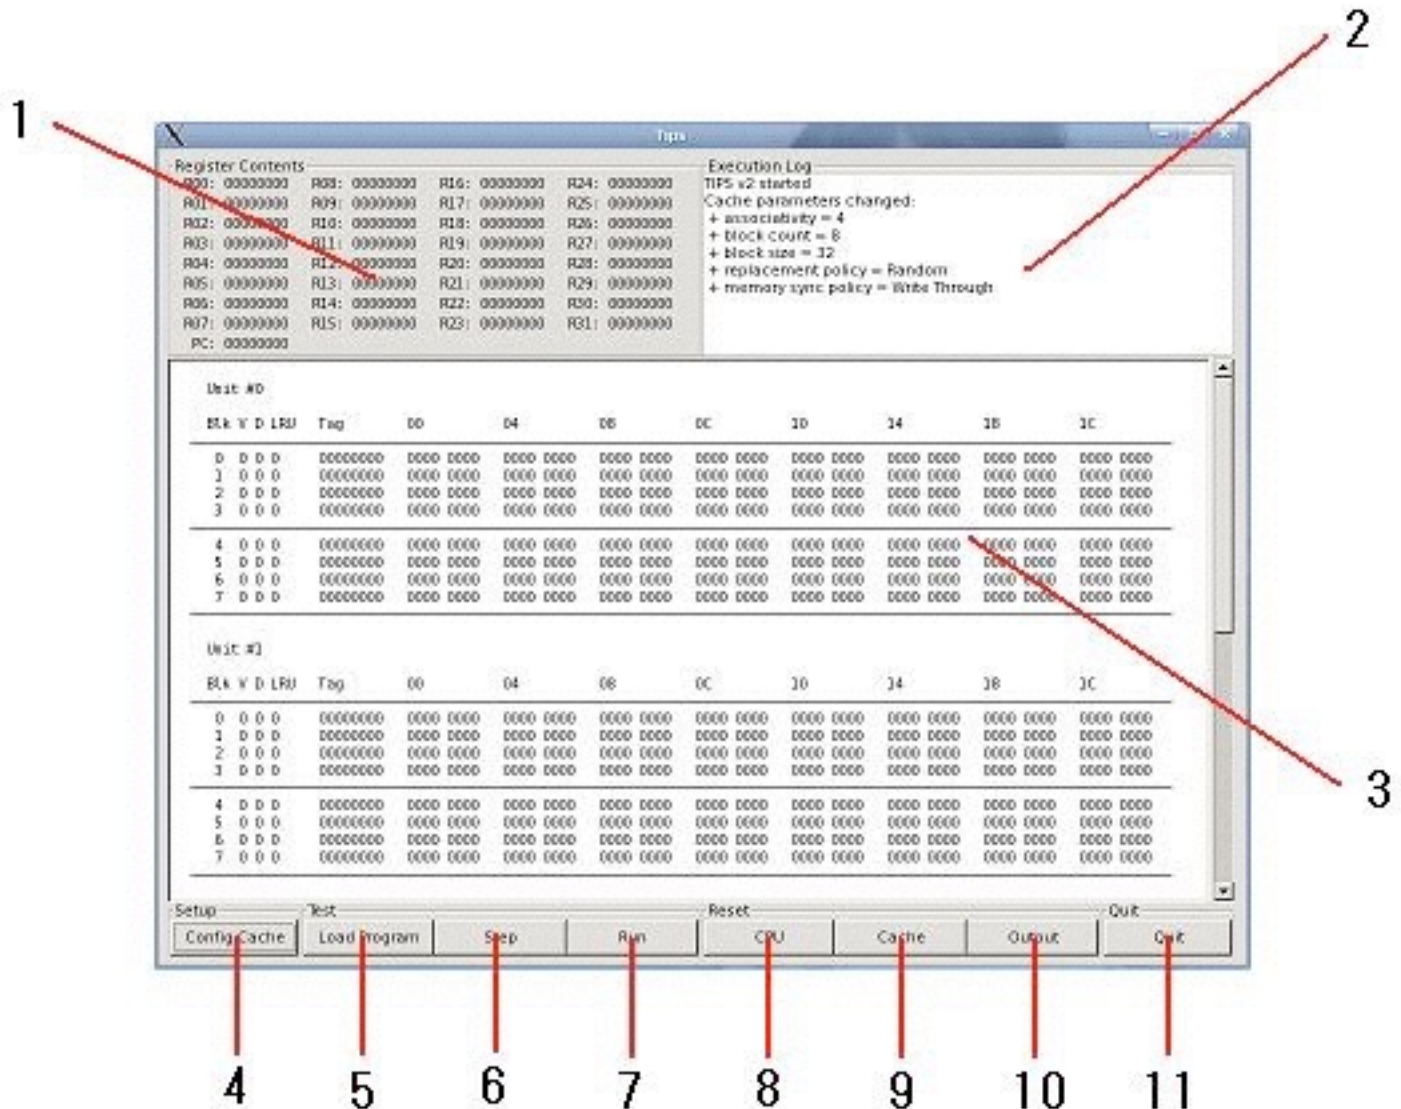 2
1
Tips
Register Contents
Execution Log
R00: 00000000 R08: 00000000 R16: 00000000 R24: 00000000
R01: 00000000 R09: 00000000 R17: 00000000 R25: 00000000
R02: 00000000 R10: 00000000 R18: 00000000 R26: 00000000
R03: 00000000 R11: 00000000 R19: 00000000 R27: 00000000
R04: 00000000 R12: 00000000 R20: 00000000 R28: 00000000
R05: 00000000 R13: 00000000 R21: 00000000 R29: 00000000
R06: 00000000 R14: 00000000 R22: 00000000 R30: 00000000
R07: 00000000 R15: 00000000 R23: 00000000 R31: 00000000
PC: 00000000
TIPS v2 started
Cache parameters changed:
+ associativity = 4
+ block count = 8
+ block size = 32
+ replacement policy = Random
+ memory sync policy = Write Through
Unit #0
Blk V D LRU Tag 00 04 08 0C 10 14 18 1C
0 0 0 0 00000000 0000 0000 0000 0000 0000 0000 0000 0000 0000 0000 0000 0000 0000 0000 0000 0000
1 0 0 0 00000000 0000 0000 0000 0000 0000 0000 0000 0000 0000 0000 0000 0000 0000 0000 0000 0000
2 0 0 0 00000000 0000 0000 0000 0000 0000 0000 0000 0000 0000 0000 0000 0000 0000 0000 0000 0000
3 0 0 0 00000000 0000 0000 0000 0000 0000 0000 0000 0000 0000 0000 0000 0000 0000 0000 0000 0000
4 0 0 0 00000000 0000 0000 0000 0000 0000 0000 0000 0000 0000 0000 0000 0000 0000 0000 0000 0000
5 0 0 0 00000000 0000 0000 0000 0000 0000 0000 0000 0000 0000 0000 0000 0000 0000 0000 0000 0000
6 0 0 0 00000000 0000 0000 0000 0000 0000 0000 0000 0000 0000 0000 0000 0000 0000 0000 0000 0000
7 0 0 0 00000000 0000 0000 0000 0000 0000 0000 0000 0000 0000 0000 0000 0000 0000 0000 0000 0000
Unit #1
Blk V D LRU Tag 00 04 08 0C 10 14 18 1C
0 0 0 0 00000000 0000 0000 0000 0000 0000 0000 0000 0000 0000 0000 0000 0000 0000 0000 0000 0000
1 0 0 0 00000000 0000 0000 0000 0000 0000 0000 0000 0000 0000 0000 0000 0000 0000 0000 0000 0000
2 0 0 0 00000000 0000 0000 0000 0000 0000 0000 0000 0000 0000 0000 0000 0000 0000 0000 0000 0000
3 0 0 0 00000000 0000 0000 0000 0000 0000 0000 0000 0000 0000 0000 0000 0000 0000 0000 0000 0000
3
4 0 0 0 00000000 0000 0000 0000 0000 0000 0000 0000 0000 0000 0000 0000 0000 0000 0000 0000 0000
5 0 0 0 00000000 0000 0000 0000 0000 0000 0000 0000 0000 0000 0000 0000 0000 0000 0000 0000 0000
6 0 0 0 00000000 0000 0000 0000 0000 0000 0000 0000 0000 0000 0000 0000 0000 0000 0000 0000 0000
7 0 0 0 00000000 0000 0000 0000 0000 0000 0000 0000 0000 0000 0000 0000 0000 0000 0000 0000 0000
Setup Test Reset Quit
Config Cache Load Program Step Run CPU Cache Output Quit
4 5 6 7 8 9 10 11